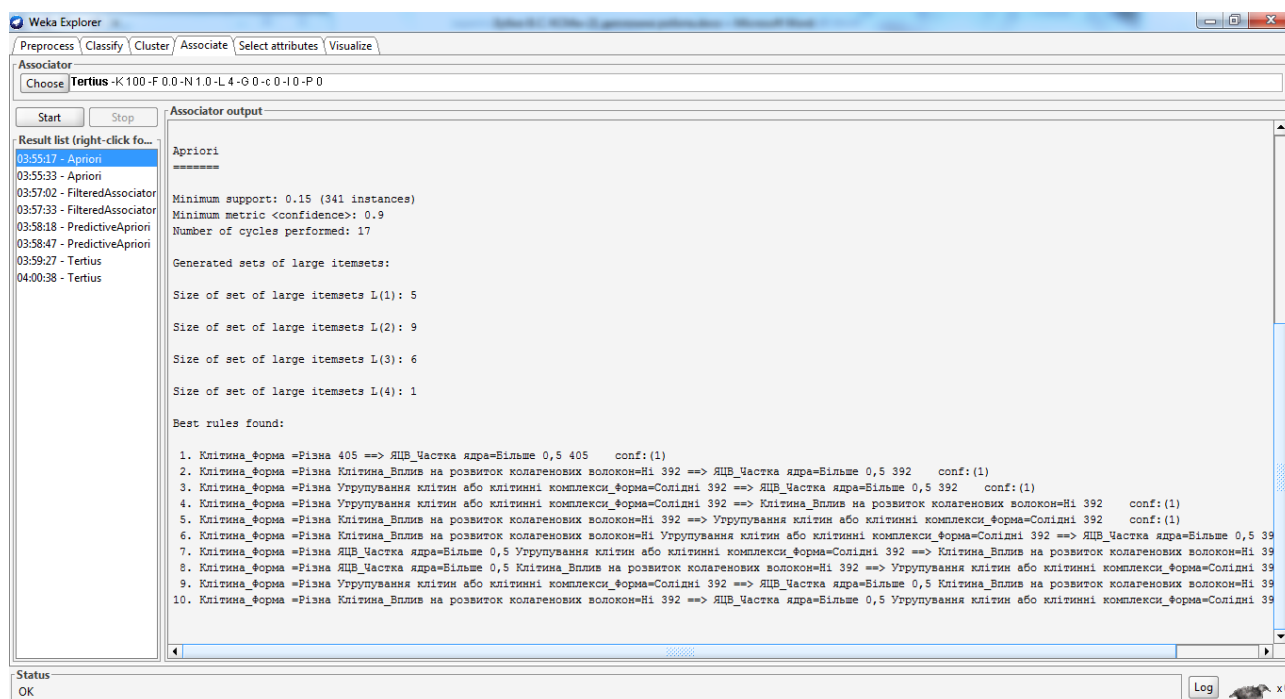 Weka Explorer
Preprocess Classify Cluster Associate Select attributes Visualize
Associator
Choose Tertius -K 100 -F 0.0 -N 1.0 -L 4 -G 0 -c 0 -I 0 -P 0
Start Stop
Result list (right-click fo...
03:55:17 - Apriori
03:55:33 - Apriori
03:57:02 - FilteredAssociator
03:57:33 - FilteredAssociator
03:58:18 - PredictiveApriori
03:58:47 - PredictiveApriori
03:59:27 - Tertius
04:00:38 - Tertius
Associator output
Apriori
=======
Minimum support: 0.15 (341 instances)
Minimum metric <confidence>: 0.9
Number of cycles performed: 17
Generated sets of large itemsets:
Size of set of large itemsets L(1): 5
Size of set of large itemsets L(2): 9
Size of set of large itemsets L(3): 6
Size of set of large itemsets L(4): 1
Best rules found:
1. Клітина_Форма =Різна 405 ==> ЯЦВ_Частка ядра=Більше 0,5 405 conf:(1)
2. Клітина_Форма =Різна Клітина_Вплив на розвиток колагенових волокон=Ні 392 ==> ЯЦВ_Частка ядра=Більше 0,5 392 conf:(1)
3. Клітина_Форма =Різна Угрупування клітин або клітинні комплекси_Форма=Солідні 392 ==> ЯЦВ_Частка ядра=Більше 0,5 392 conf:(1)
4. Клітина_Форма =Різна Угрупування клітин або клітинні комплекси_Форма=Солідні 392 ==> Клітина_Вплив на розвиток колагенових волокон=Ні 392 conf:(1)
5. Клітина_Форма =Різна Клітина_Вплив на розвиток колагенових волокон=Ні 392 ==> Угрупування клітин або клітинні комплекси_Форма=Солідні 392 conf:(1)
6. Клітина_Форма =Різна Клітина_Вплив на розвиток колагенових волокон=Ні Угрупування клітин або клітинні комплекси_Форма=Солідні 392 ==> ЯЦВ_Частка ядра=Більше 0,5 39
7. Клітина_Форма =Різна ЯЦВ_Частка ядра=Більше 0,5 Угрупування клітин або клітинні комплекси_Форма=Солідні 392 ==> Клітина_Вплив на розвиток колагенових волокон=Ні 39
8. Клітина_Форма =Різна ЯЦВ_Частка ядра=Більше 0,5 Клітина_Вплив на розвиток колагенових волокон=Ні 392 ==> Угрупування клітин або клітинні комплекси_Форма=Солідні 39
9. Клітина_Форма =Різна Угрупування клітин або клітинні комплекси_Форма=Солідні 392 ==> ЯЦВ_Частка ядра=Більше 0,5 Клітина_Вплив на розвиток колагенових волокон=Ні 39
10. Клітина_Форма =Різна Клітина_Вплив на розвиток колагенових волокон=Ні 392 ==> ЯЦВ_Частка ядра=Більше 0,5 Угрупування клітин або клітинні комплекси_Форма=Солідні 39
Status
OK
Log
x